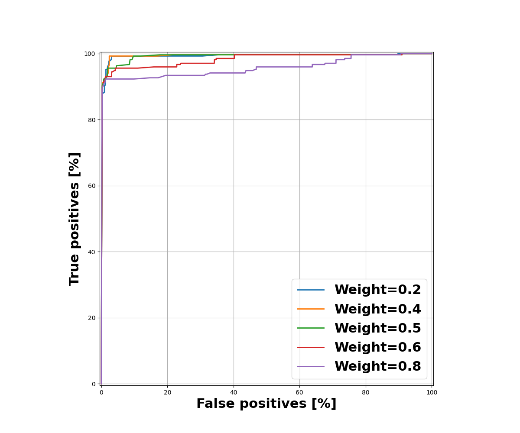 100
80
60
40
20
0
True positives [%]
Weight=0.2
Weight=0.4
Weight=0.5
Weight=0.6
Weight=0.8
0 20 40 60 80 100
False positives [%]